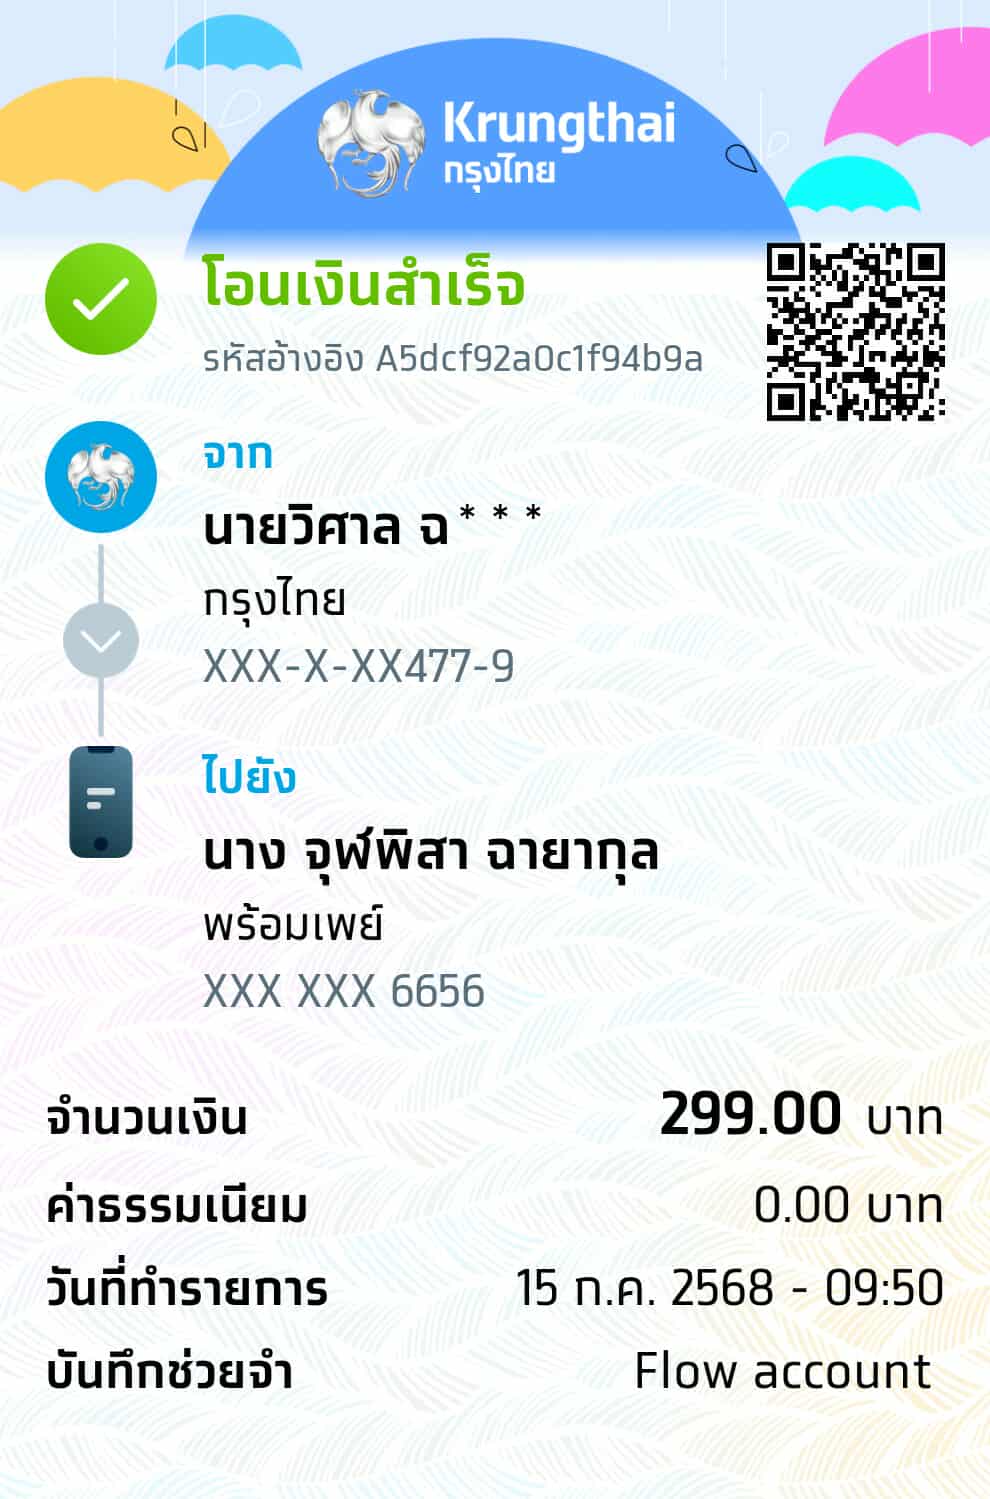 Krungthai
กรุงไทย
โอนเงินสำเร็จ
รหัสอ้างอิง A5dcf92a0c1f94b9a
จาก
นายวิศาล ฉ***
กรุงไทย
XXX-X-XX477-9
ไปยัง
นาง จุฬพิสา ฉายากุล
พร้อมเพย์
XXX XXX 6656
จำนวนเงิน 299.00 บาท
ค่าธรรมเนียม 0.00 บาท
วันที่ทำรายการ 15 ก.ค. 2568 - 09:50
บันทึกช่วยจำ Flow account